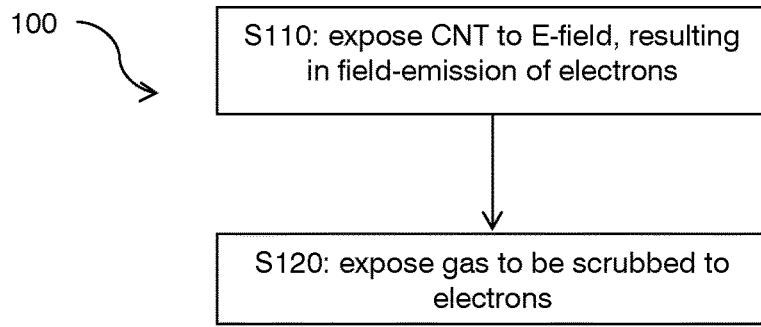 100
S110: expose CNT to E-field, resulting
in field-emission of electrons
S120: expose gas to be scrubbed to
electrons